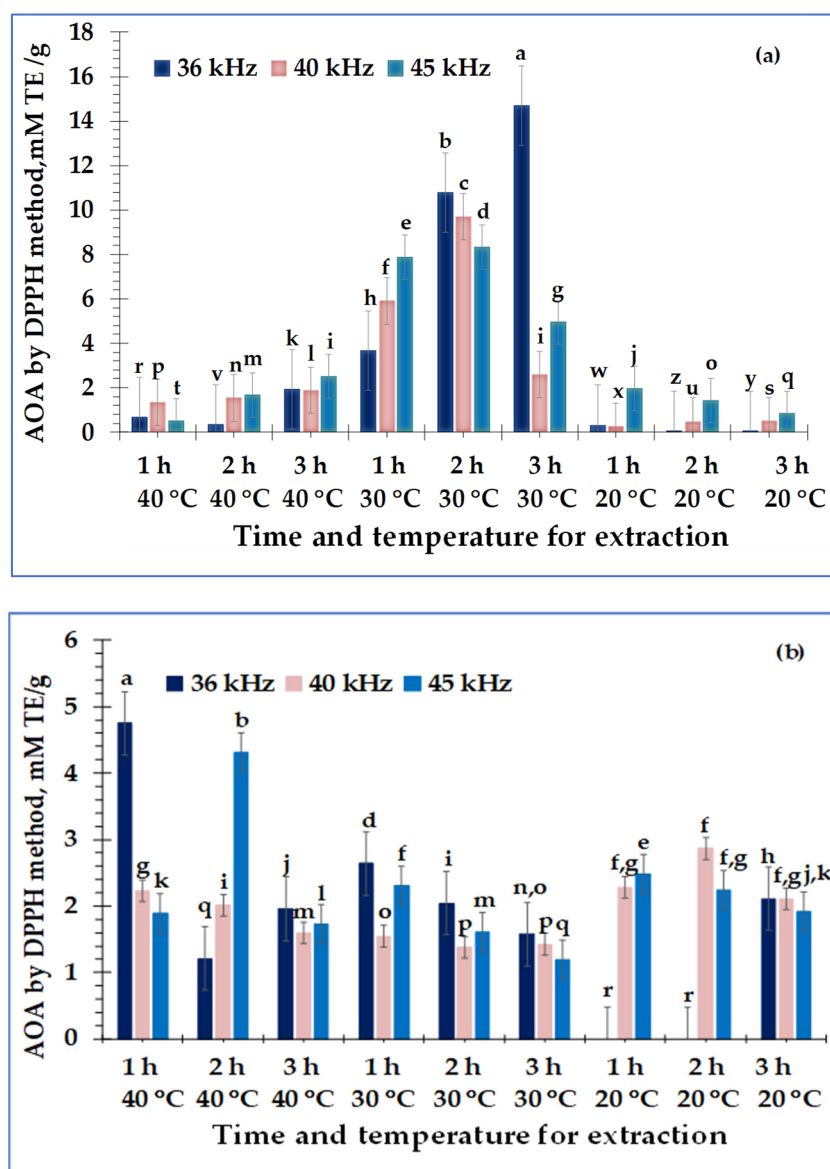 (a)
36 kHz 40 kHz 45 kHz
AOA by DPPH method,mM TE /g
18
16
14
12
10
8
6
4
2
0
r p t v n m k l i h f e b c d a i g w x j z u o y s q
1 h 2 h 3 h 1 h 2 h 3 h 1 h 2 h 3 h
40 °C 40 °C 40 °C 30 °C 30 °C 30 °C 20 °C 20 °C 20 °C
Time and temperature for extraction
(b)
36 kHz 40 kHz 45 kHz
AOA by DPPH method, mM TE/g
6
5
4
3
2
1
0
a g k q i b j m l d o f i p m n,o p q r f,g e r f f,g h f,g j,k
1 h 2 h 3 h 1 h 2 h 3 h 1 h 2 h 3 h
40 °C 40 °C 40 °C 30 °C 30 °C 30 °C 20 °C 20 °C 20 °C
Time and temperature for extraction